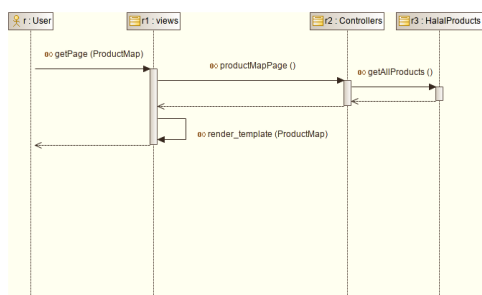 r : User
r1 : views
r2 : Controllers
r3 : HalalProducts
getPage (ProductMap)
productMapPage ()
getAllProducts ()
render_template (ProductMap)